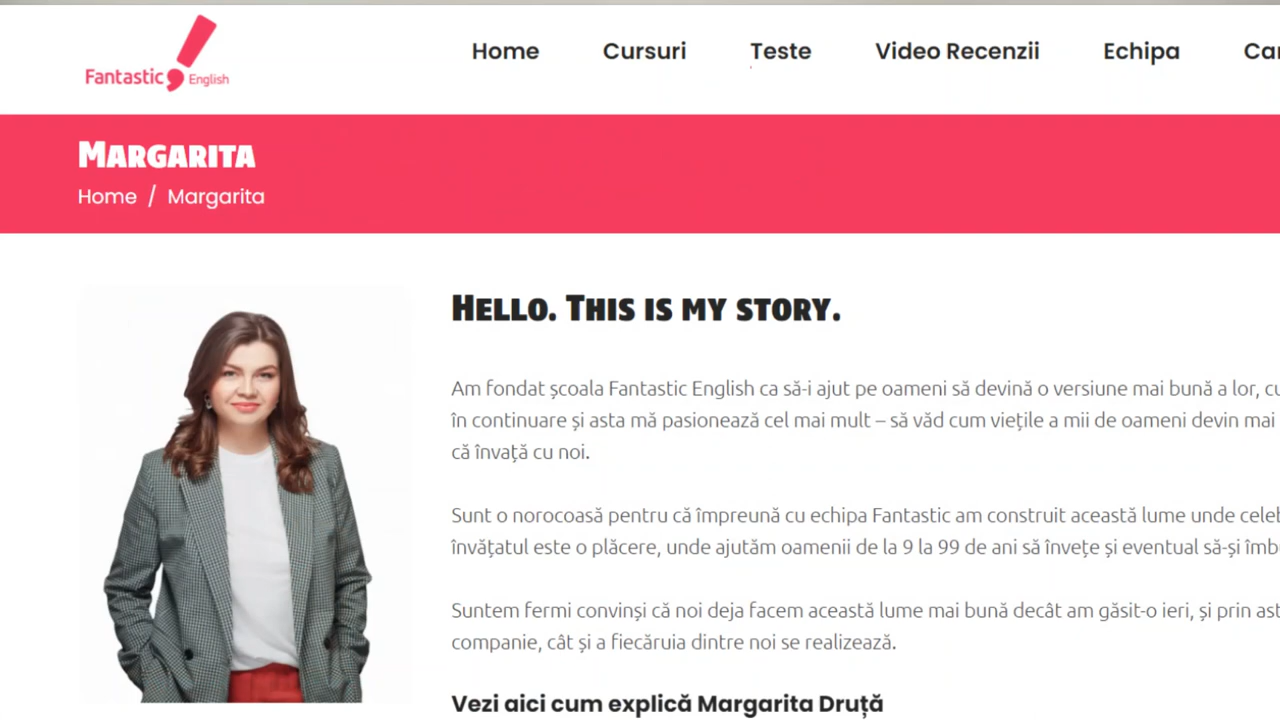 Fantastic English
Home Cursuri Teste Video Recenzii Echipa
Margarita
Home / Margarita
Hello. This is my story.
Am fondat școala Fantastic English ca să-i ajut pe oameni să devină o versiune mai bună a lor,
în continuare și asta mă pasionează cel mai mult – să văd cum viețile a mii de oameni devin mai
că învață cu noi.
Sunt o norocoasă pentru că împreună cu echipa Fantastic am construit această lume unde
învățatul este o plăcere, unde ajutăm oamenii de la 9 la 99 de ani să învețe și eventual să-și
Suntem fermi convinși că noi deja facem această lume mai bună decât am găsit-o ieri, și prin
companie, cât și a fiecăruia dintre noi se realizează.
Vezi aici cum explică Margarita Druță